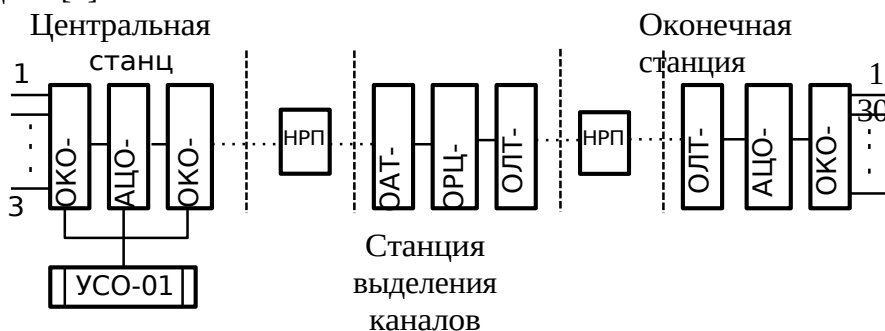 Центральная
станц
Оконечная
станция
1
3
ОКО-
АЦО-
ОКО-
НРП
ОАТ-
ОРЦ-
ОЛТ-
НРП
ОЛТ-
АЦО-
ОКО-
1
30
УСО-01
Станция
выделения
каналов